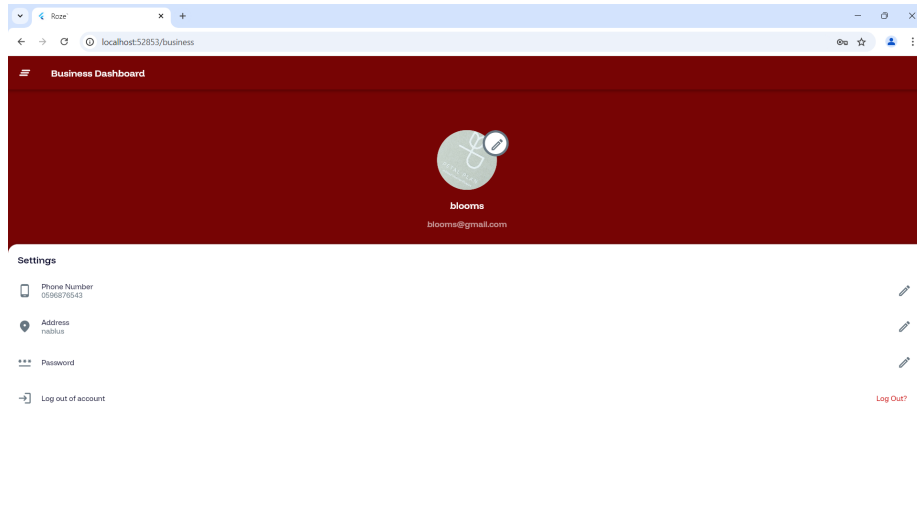 Roze'
localhost:52853/business
Business Dashboard
blooms
blooms@gmail.com
Settings
Phone Number
0596876543
Address
nablus
Password
Log out of account
Log Out?